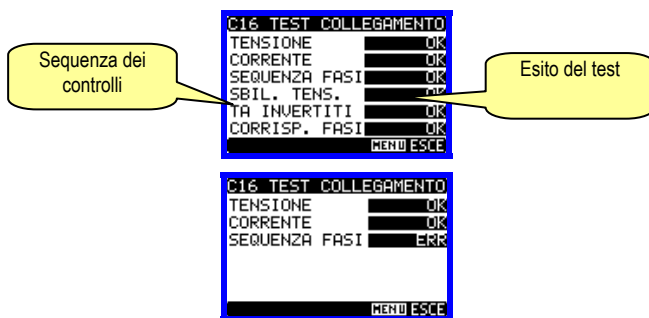 C16 TEST COLLEGAMENTO
TENSIONE OK
CORRENTE OK
SEQUENZA FASI OK
SBIL. TENS. OK
TA INVERTITI OK
CORRISP. FASI OK
MENU ESCE
Sequenza dei
controlli
Esito del test
C16 TEST COLLEGAMENTO
TENSIONE OK
CORRENTE OK
SEQUENZA FASI ERR
MENU ESCE